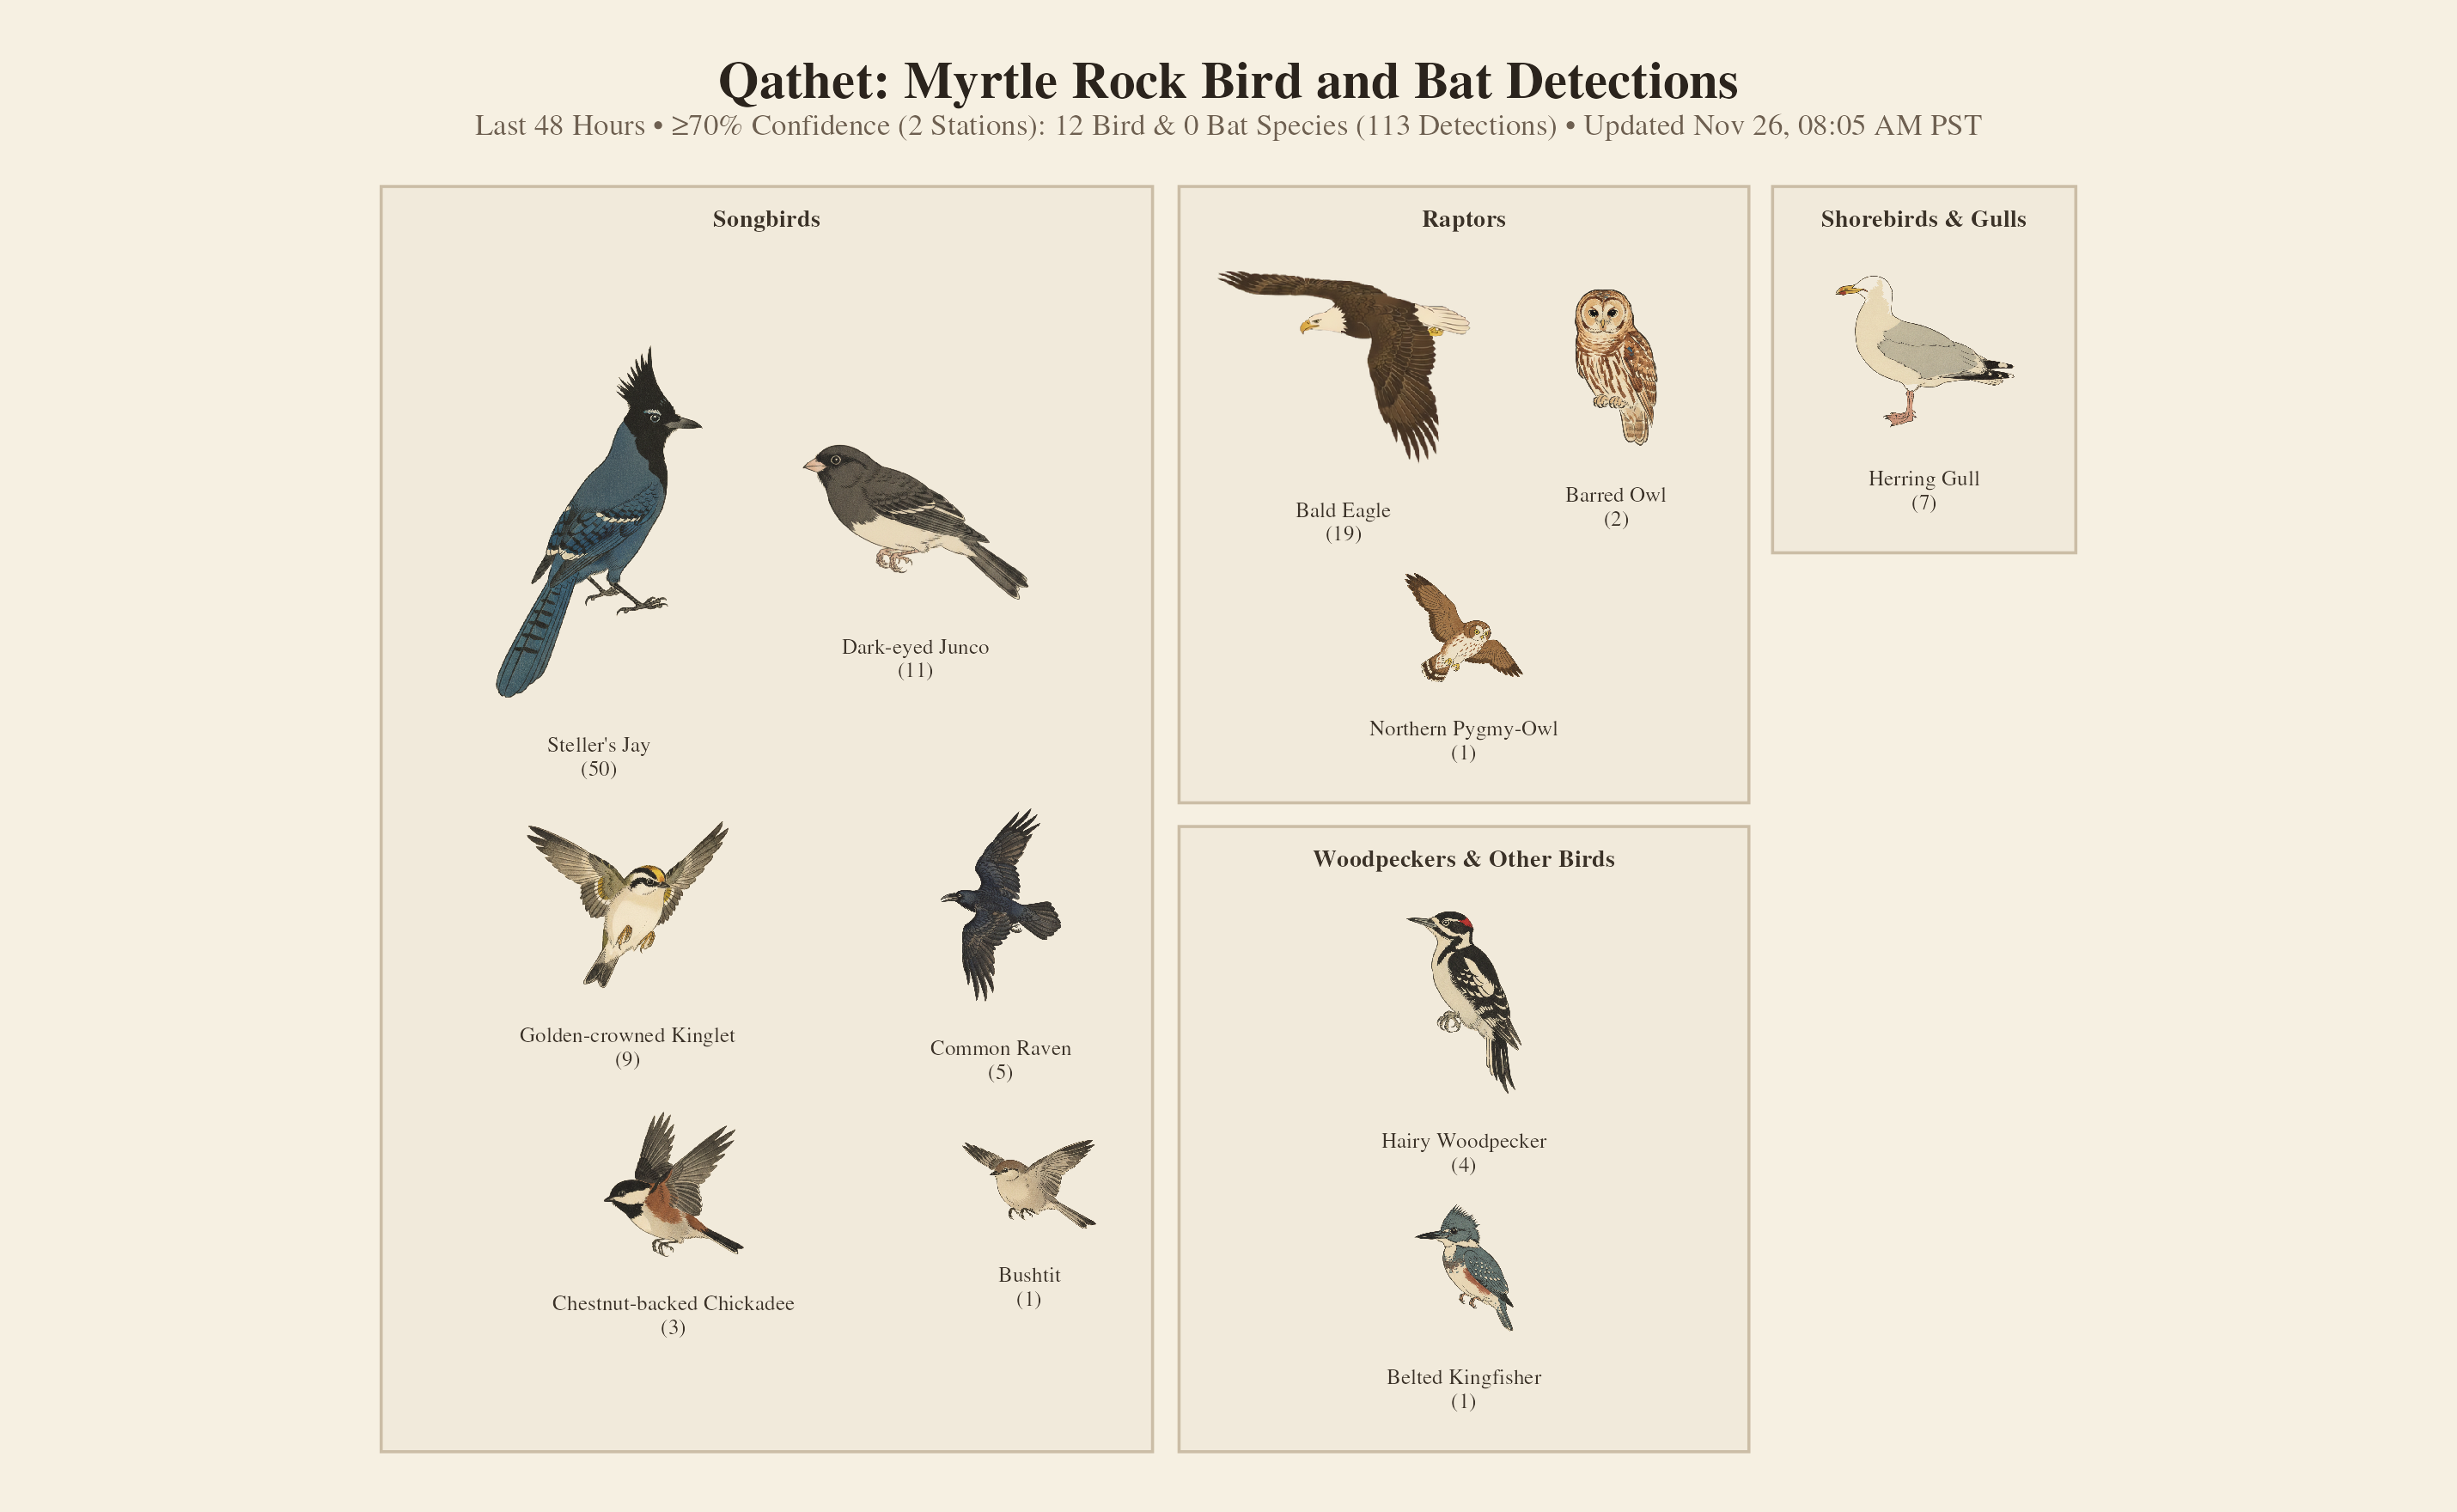 Qathet: Myrtle Rock Bird and Bat Detections
Last 48 Hours • ≥70% Confidence (2 Stations): 12 Bird & 0 Bat Species (113 Detections) • Updated Nov 26, 08:05 AM PST
Songbirds
Steller's Jay
(50)
Dark-eyed Junco
(11)
Golden-crowned Kinglet
(9)
Common Raven
(5)
Chestnut-backed Chickadee
(3)
Bushtit
(1)
Raptors
Bald Eagle
(19)
Barred Owl
(2)
Northern Pygmy-Owl
(1)
Woodpeckers & Other Birds
Hairy Woodpecker
(4)
Belted Kingfisher
(1)
Shorebirds & Gulls
Herring Gull
(7)